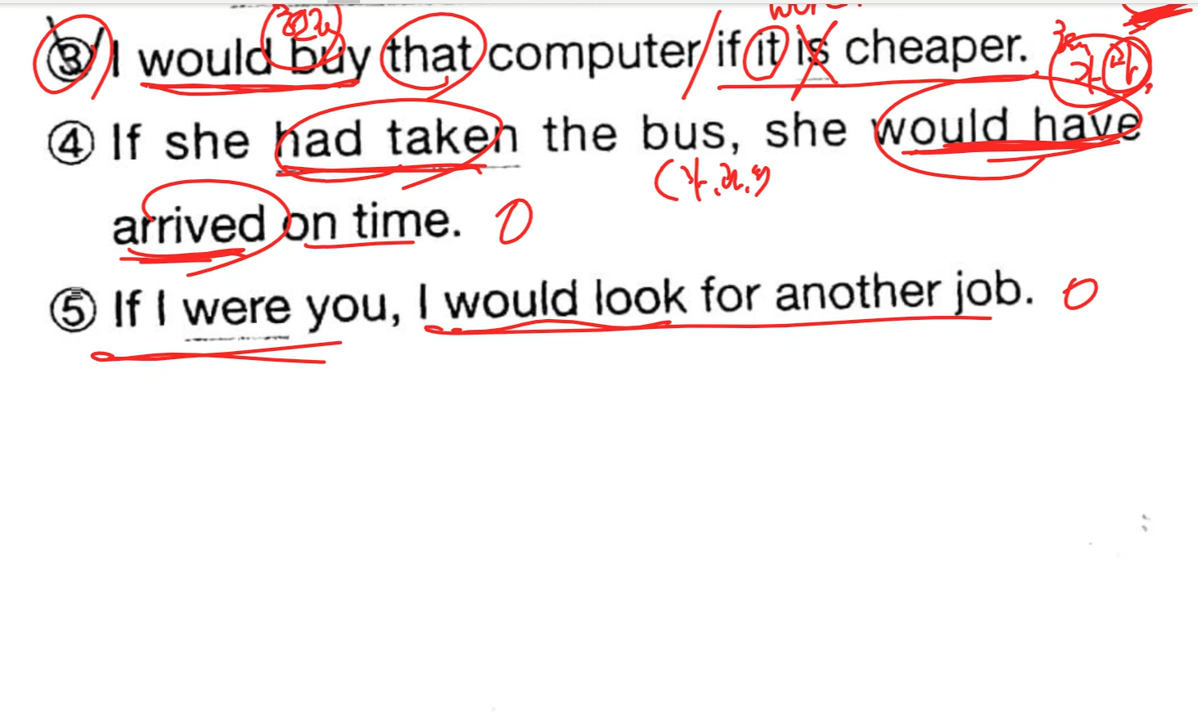 ③ I would buy that computer/if it is cheaper.
④ If she had taken the bus, she would have
arrived on time. O
⑤ If I were you, I would look for another job. O